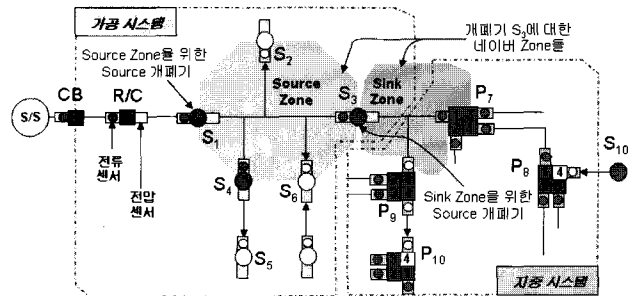 가공 시스템
개폐기 S₃에 대한
네이버 Zone들
Source Zone을 위한
Source 개폐기
S₂
Source
Zone
Sink
Zone
S₃
P₇
CB
R/C
S/S
S₁
전류
센서
전압
센서
S₄
S₆
S₅
P₈
4
S₁₀
P₉
Sink Zone을 위한
Source 개폐기
4
P₁₀
지중 시스템